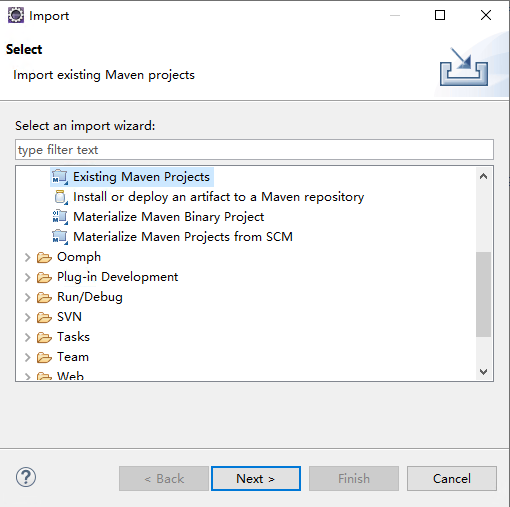 Import
Select
Import existing Maven projects
Select an import wizard:
type filter text
Existing Maven Projects
Install or deploy an artifact to a Maven repository
Materialize Maven Binary Project
Materialize Maven Projects from SCM
Oomph
Plug-in Development
Run/Debug
SVN
Tasks
Team
Web
< Back Next > Finish Cancel